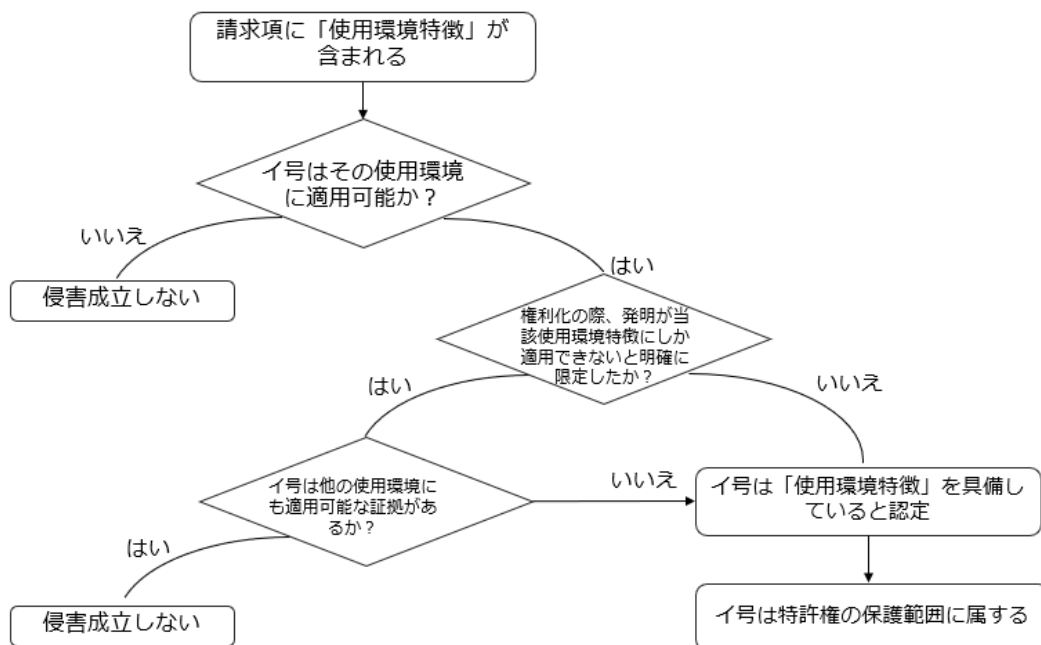 請求項に「使用環境特徴」が
含まれる
イ号はその使用環境
に適用可能か？
いいえ
はい
侵害成立しない
権利化の際、発明が当
該使用環境特徴にしか
適用できないと明確に
限定したか？
はい
いいえ
イ号は他の使用環境に
も適用可能な証拠があ
るか？
いいえ
イ号は「使用環境特徴」を具備し
ていると認定
はい
侵害成立しない
イ号は特許権の保護範囲に属する